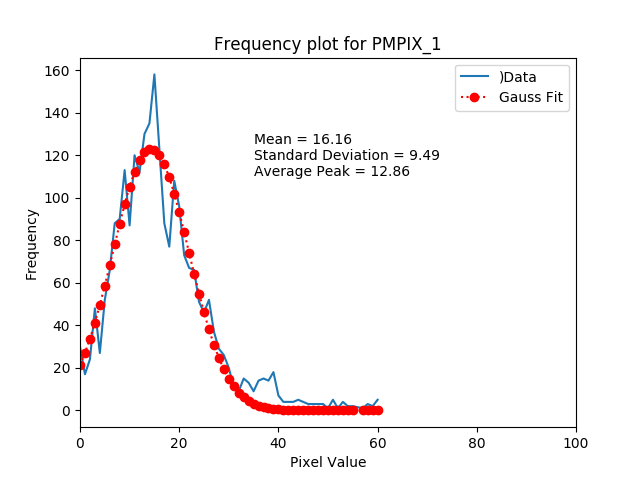 Frequency plot for PMPIX_1
)Data
Gauss Fit
Mean = 16.16
Standard Deviation = 9.49
Average Peak = 12.86
Frequency
160
140
120
100
80
60
40
20
0
0 20 40 60 80 100
Pixel Value